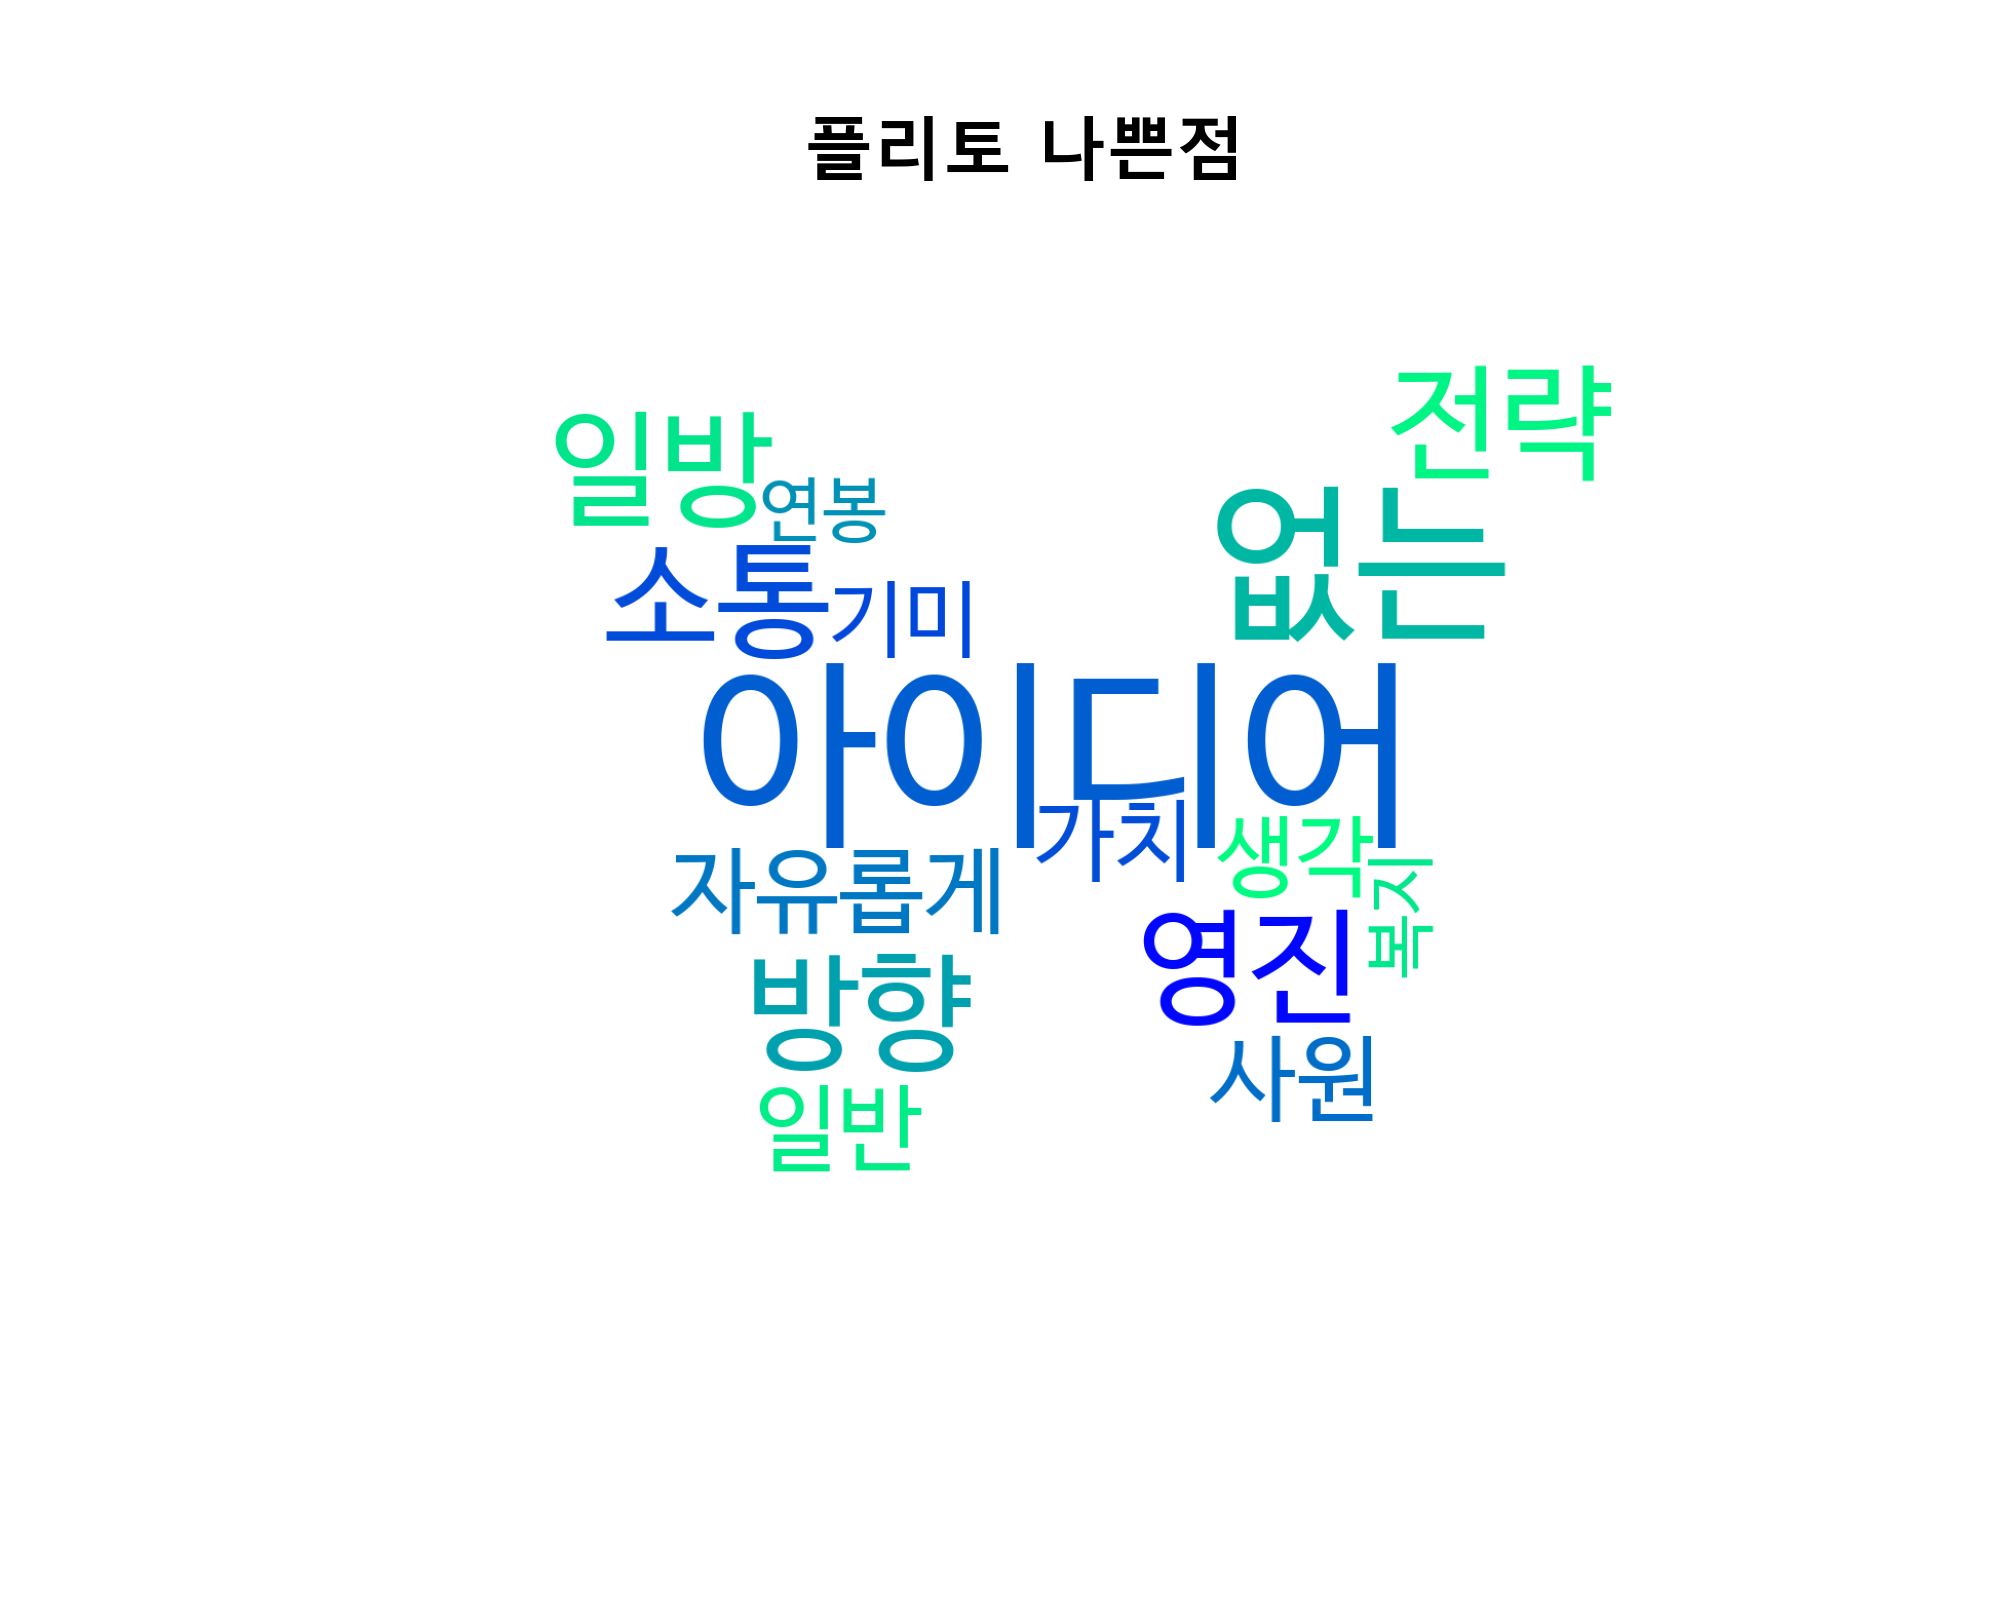 플리토 나쁜점
전략
일방
연봉
없는
소통
기미
아이디어
가치
생각
자유롭게
복지
영진
방향
사원
일반